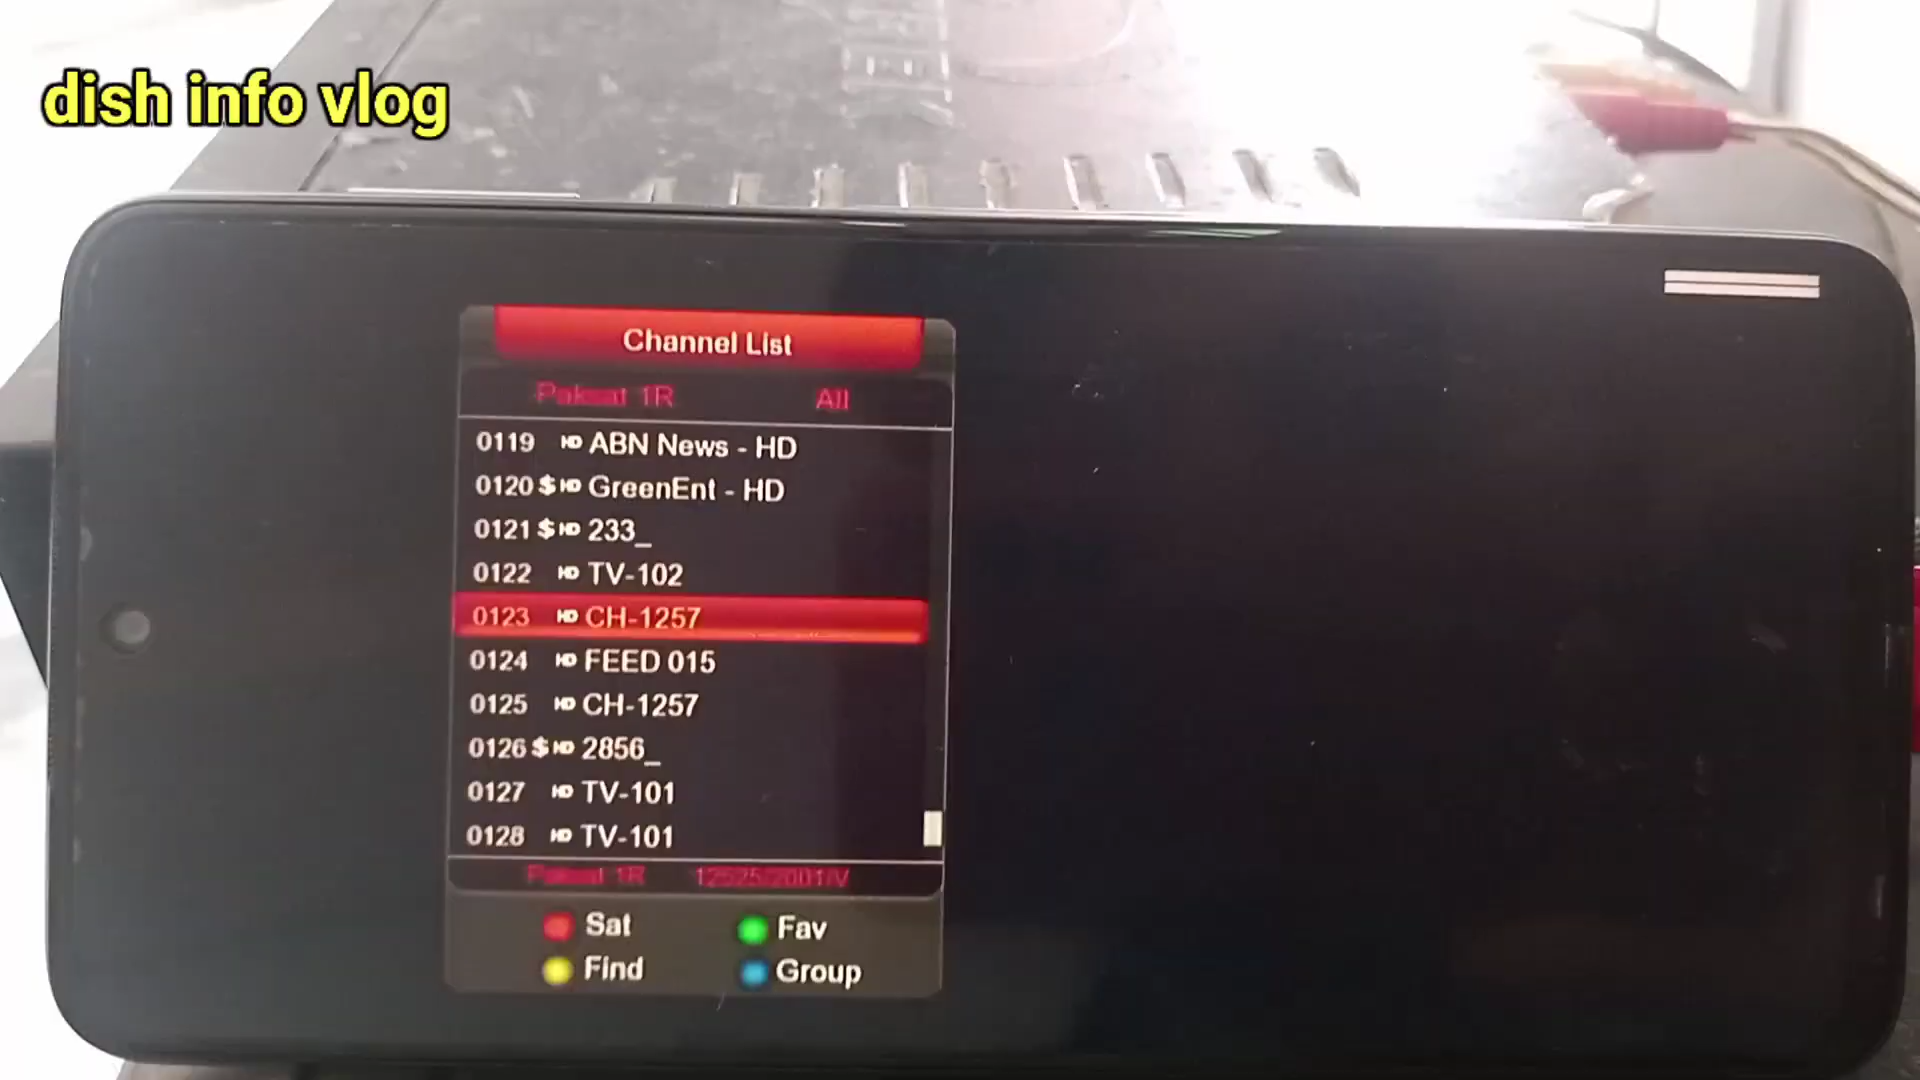 dish info vlog
Channel List
Paksat 1R All
0119 HD ABN News - HD
0120 $ HD GreenEnt - HD
0121 $ HD 233_
0122 HD TV-102
0123 HD CH-1257
0124 HD FEED 015
0125 HD CH-1257
0126 $ HD 2856_
0127 HD TV-101
0128 HD TV-101
Paksat 1R 12525/2001/V
Sat Fav
Find Group